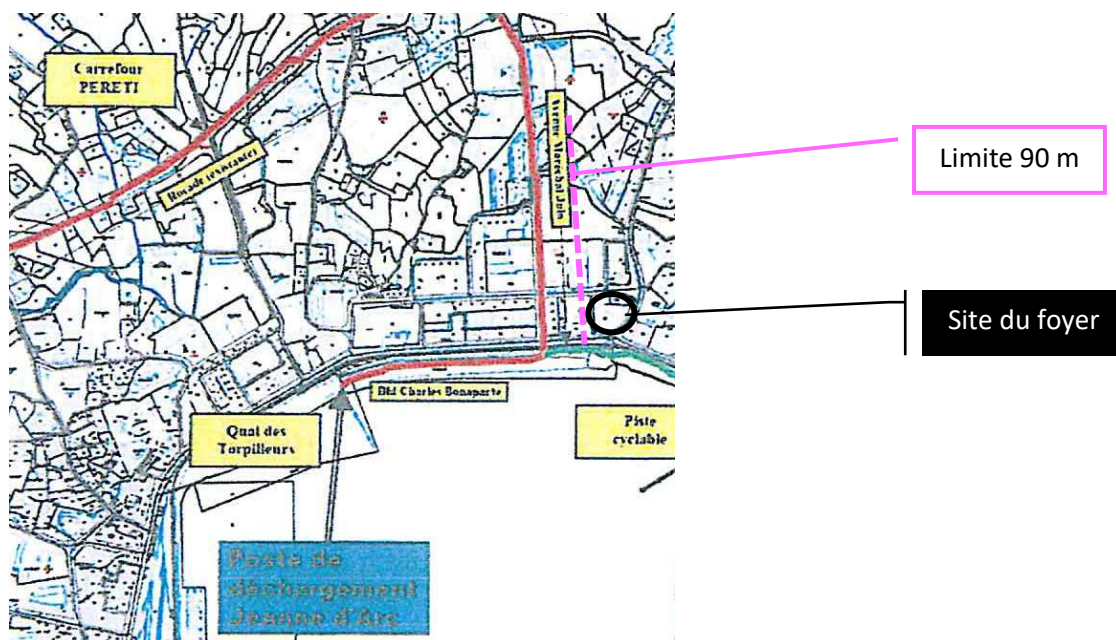 Carrefour
PERETI
Rocade (existante)
Avenue Maréchal Juin
Limite 90 m
Site du foyer
Bld Charles Bonaparte
Quai des
Torpilleurs
Piste
cyclable
Poste de
déchargement
Jeanne d'Arc